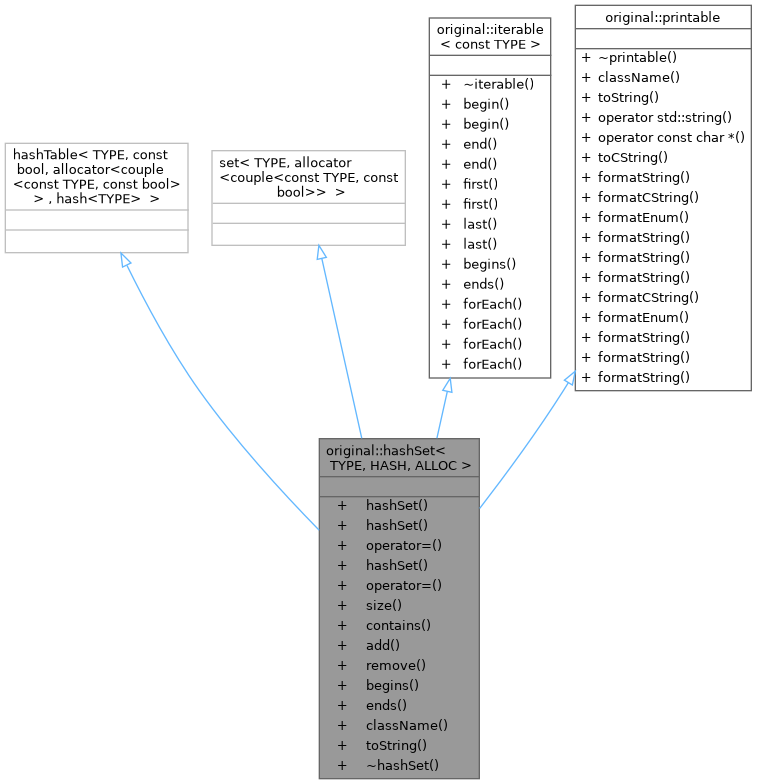 hashTable< TYPE, const
bool, allocator<couple
<const TYPE, const bool>
> , hash<TYPE> >
set< TYPE, allocator
<couple<const TYPE, const
bool>> >
original::iterable
< const TYPE >
+ ~iterable()
+ begin()
+ begin()
+ end()
+ end()
+ first()
+ first()
+ last()
+ last()
+ begins()
+ ends()
+ forEach()
+ forEach()
+ forEach()
+ forEach()
original::printable
+ ~printable()
+ className()
+ toString()
+ operator std::string()
+ operator const char *()
+ toCString()
+ formatString()
+ formatCString()
+ formatEnum()
+ formatString()
+ formatString()
+ formatString()
+ formatCString()
+ formatEnum()
+ formatString()
+ formatString()
+ formatString()
original::hashSet<
TYPE, HASH, ALLOC >
+ hashSet()
+ hashSet()
+ operator=()
+ hashSet()
+ operator=()
+ size()
+ contains()
+ add()
+ remove()
+ begins()
+ ends()
+ className()
+ toString()
+ ~hashSet()